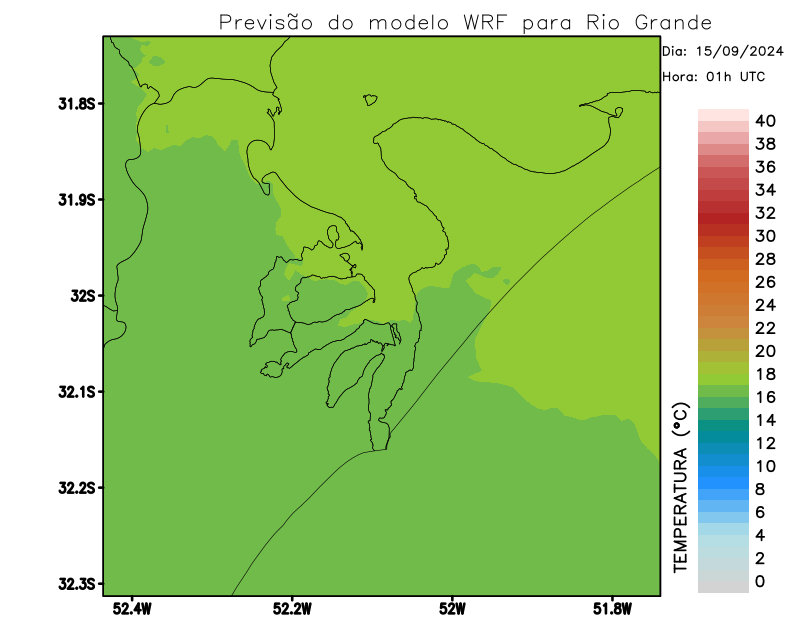 Previsão do modelo WRF para Rio Grande
Dia: 15/09/2024
Hora: 01h UTC
31.8S
31.9S
32S
32.1S
32.2S
32.3S
52.4W
52.2W
52W
51.8W
TEMPERATURA (°C)
40
38
36
34
32
30
28
26
24
22
20
18
16
14
12
10
8
6
4
2
0